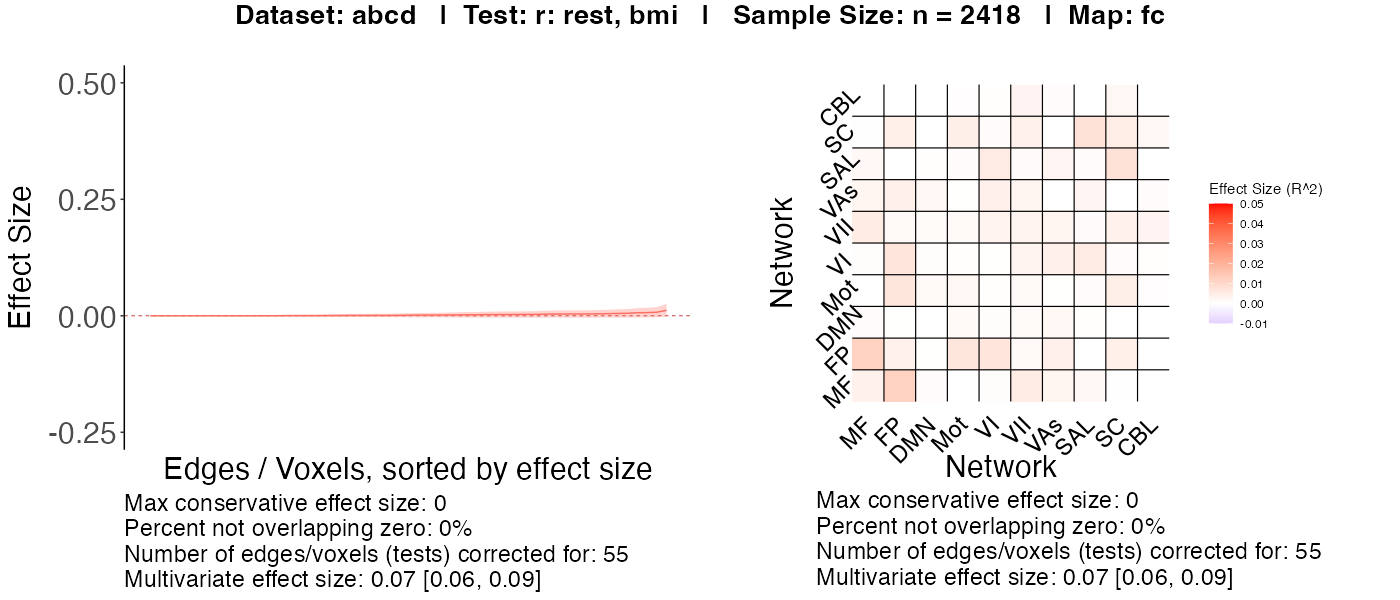 Dataset: abcd | Test: r: rest, bmi | Sample Size: n = 2418 | Map: fc
Effect Size
0.50
0.25
0.00
-0.25
Edges / Voxels, sorted by effect size
Max conservative effect size: 0
Percent not overlapping zero: 0%
Number of edges/voxels (tests) corrected for: 55
Multivariate effect size: 0.07 [0.06, 0.09]
Network
CBL
SC
SAL
VAs
VII
VI
Mot
DMN
FP
MF
MF
FP
DMN
Mot
VI
VII
VAs
SAL
SC
CBL
Network
Effect Size (R^2)
0.05
0.04
0.03
0.02
0.01
0.00
-0.01
Max conservative effect size: 0
Percent not overlapping zero: 0%
Number of edges/voxels (tests) corrected for: 55
Multivariate effect size: 0.07 [0.06, 0.09]